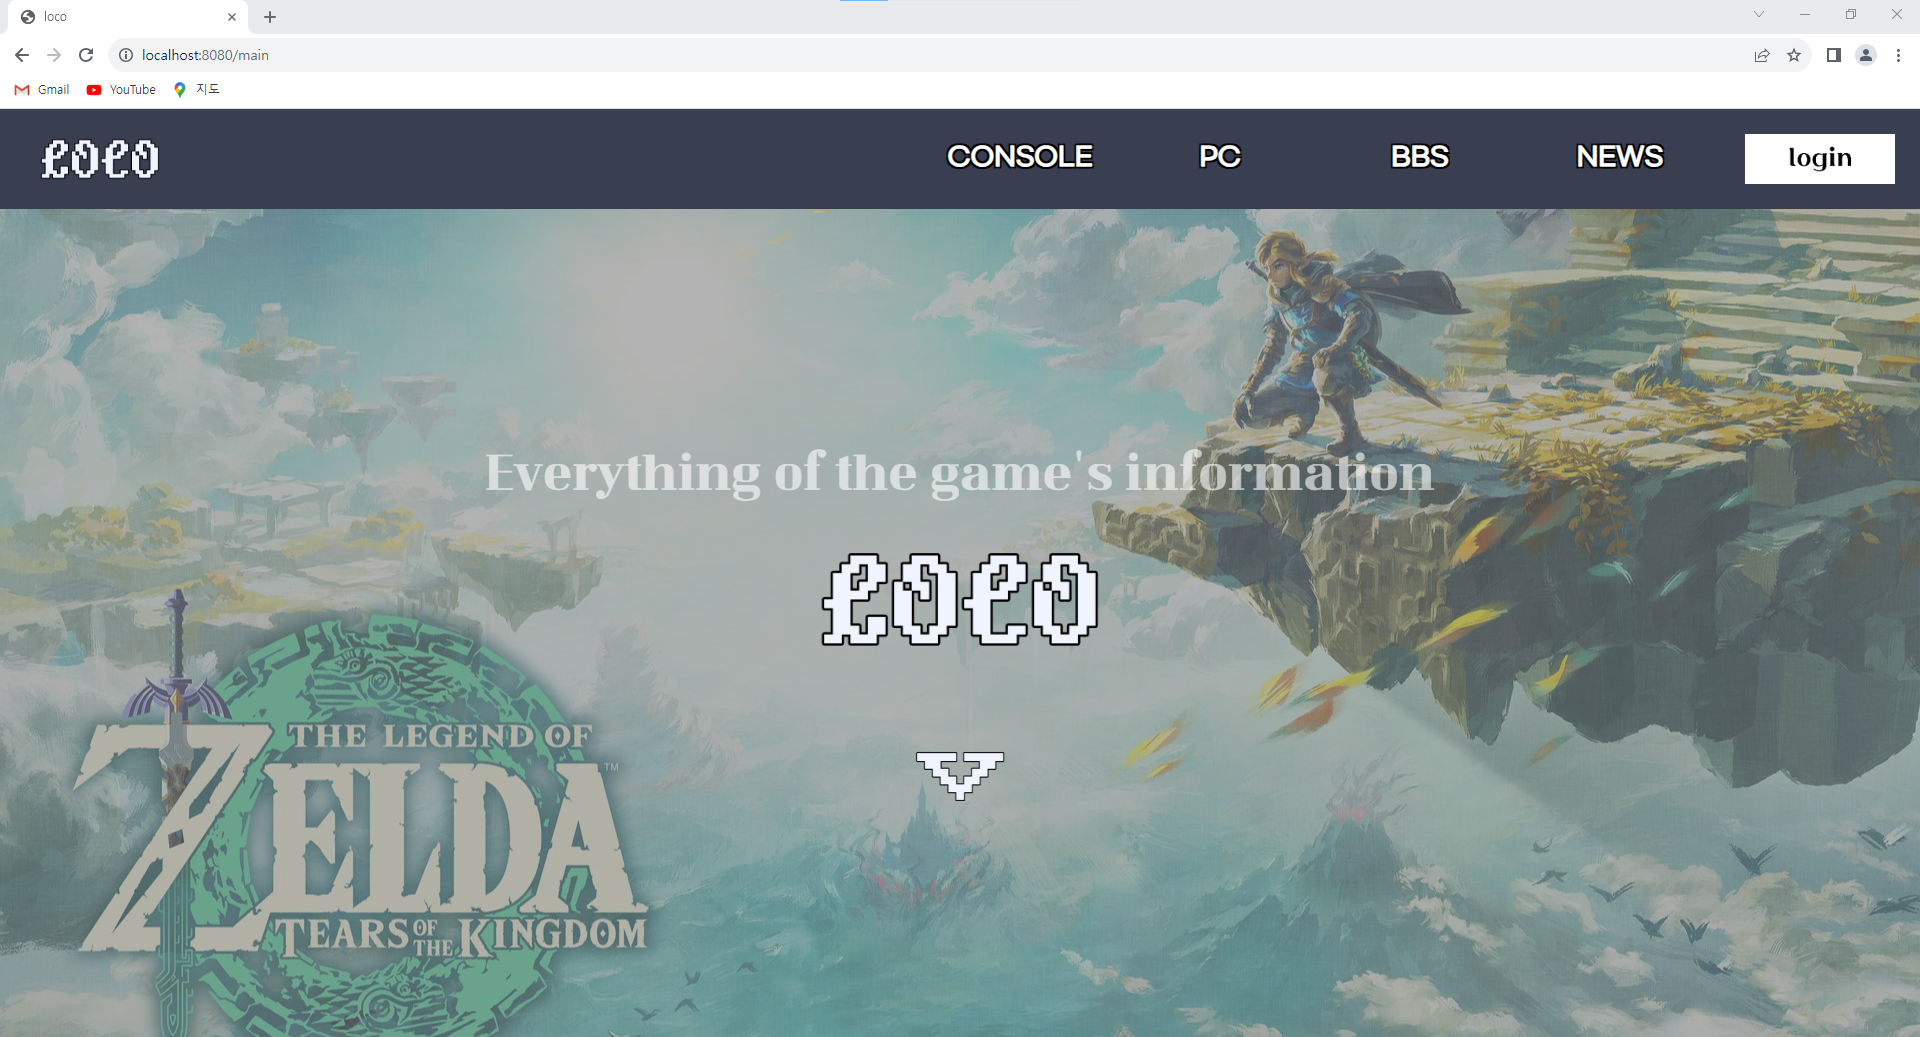 loco
localhost:8080/main
Gmail YouTube 지도
LOCO CONSOLE PC BBS NEWS login
Everything of the game's information
LOCO
THE LEGEND OF
ZELDA™
TEARS OF THE KINGDOM